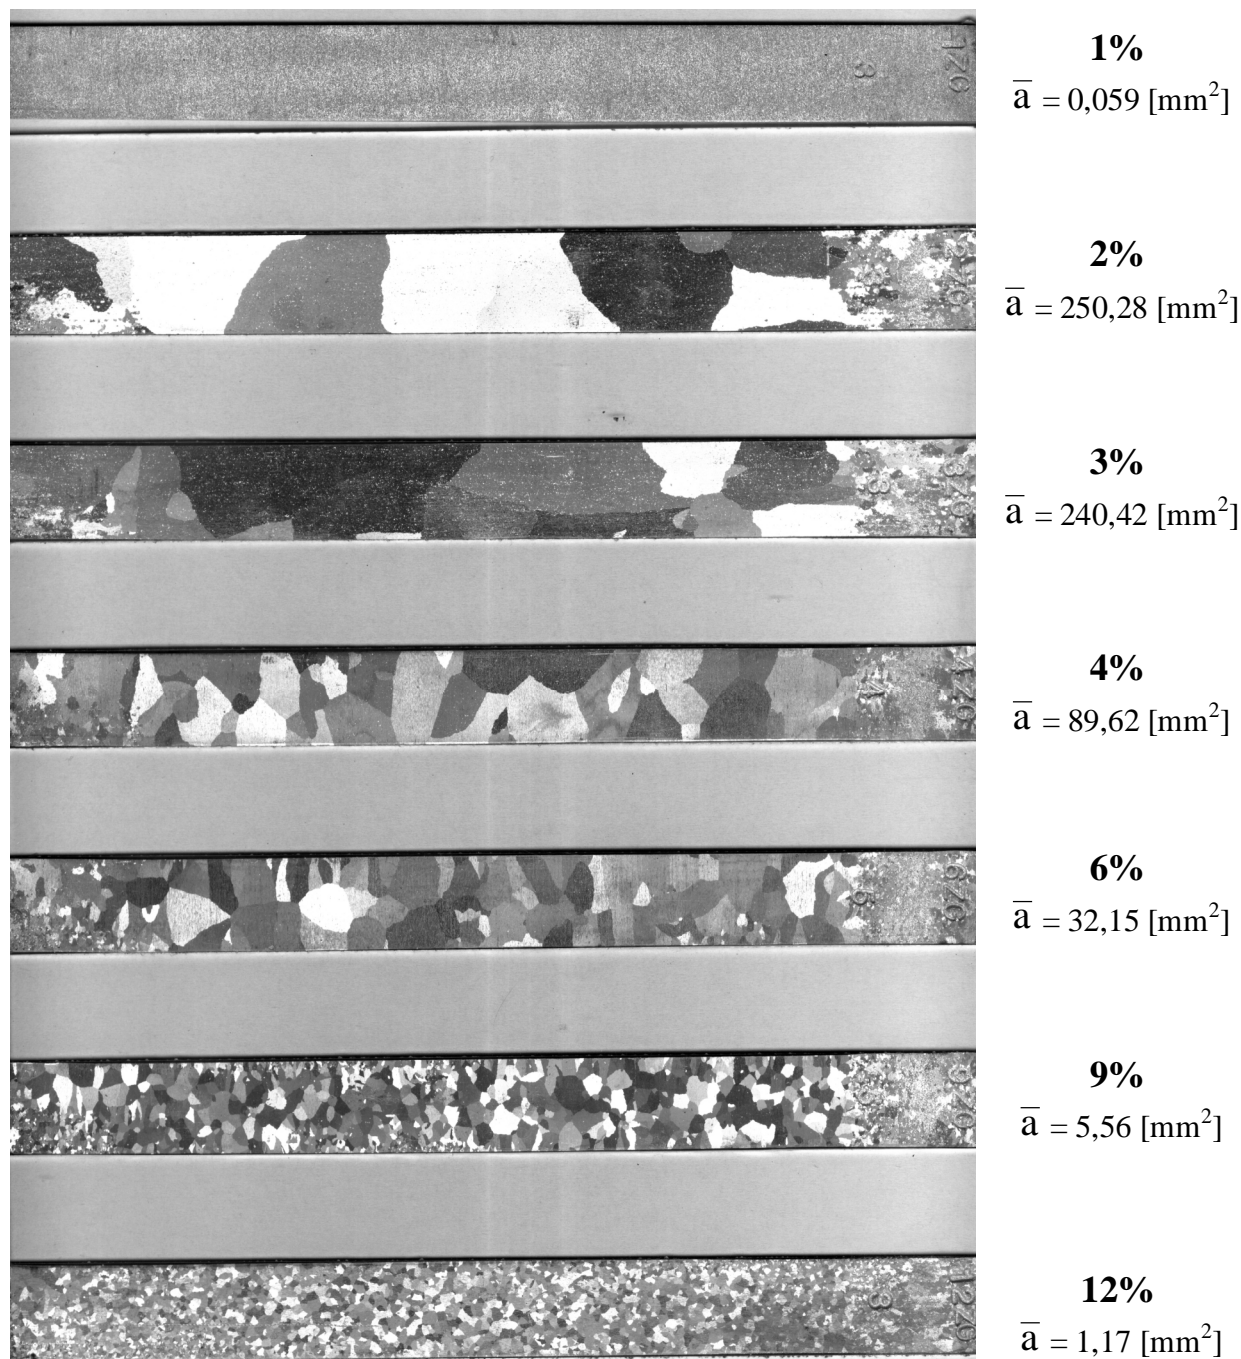 1%
a̅ = 0,059 [mm²]
2%
a̅ = 250,28 [mm²]
3%
a̅ = 240,42 [mm²]
4%
a̅ = 89,62 [mm²]
6%
a̅ = 32,15 [mm²]
9%
a̅ = 5,56 [mm²]
12%
a̅ = 1,17 [mm²]